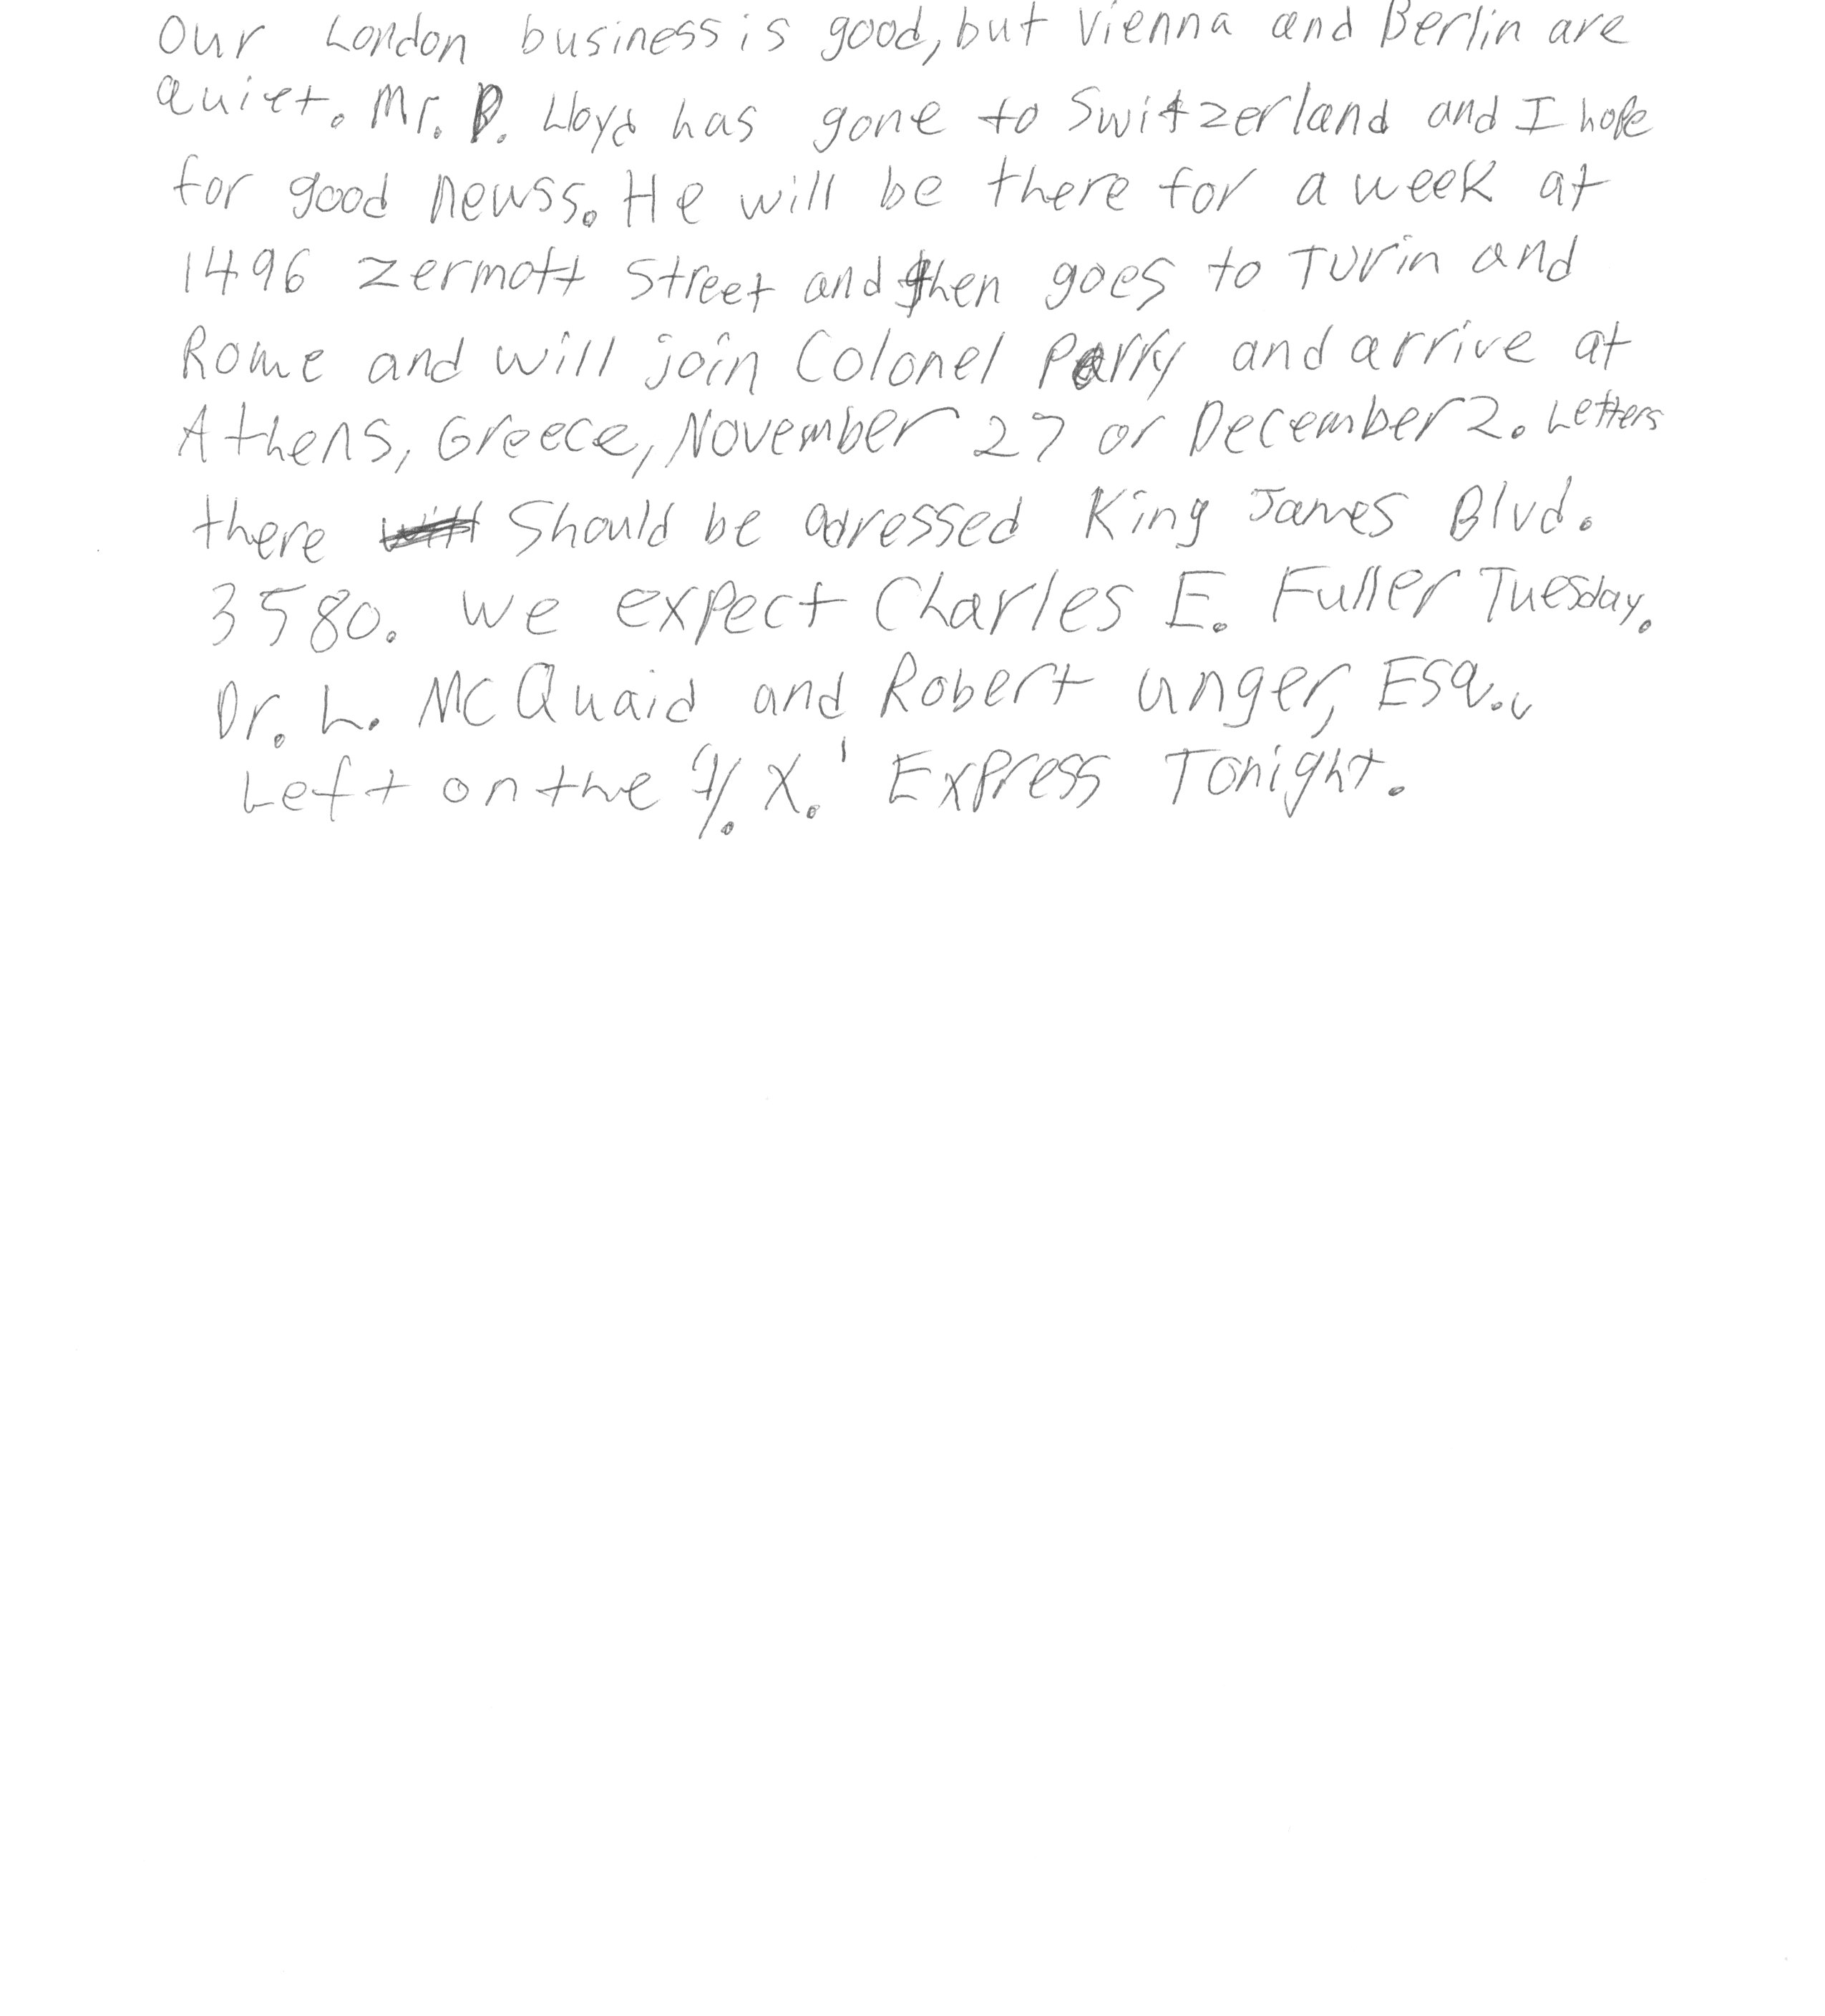 Our London business is good, but Vienna and Berlin are
Quiet. Mr. D. Lloyd has gone to Switzerland and I hope
for good newss. He will be there for a week at
1496 Zermott Street and then goes to Turin and
Rome and will join Colonel Parry and arrive at
Athens, Greece, November 27 or December 2. Letters
there should be adressed King James Blvd.
3580. We expect Charles E. Fuller Tuesday.
Dr. L. McQuaid and Robert Unger, Esq.,
Left on the 'Y. X.' Express Tonight.